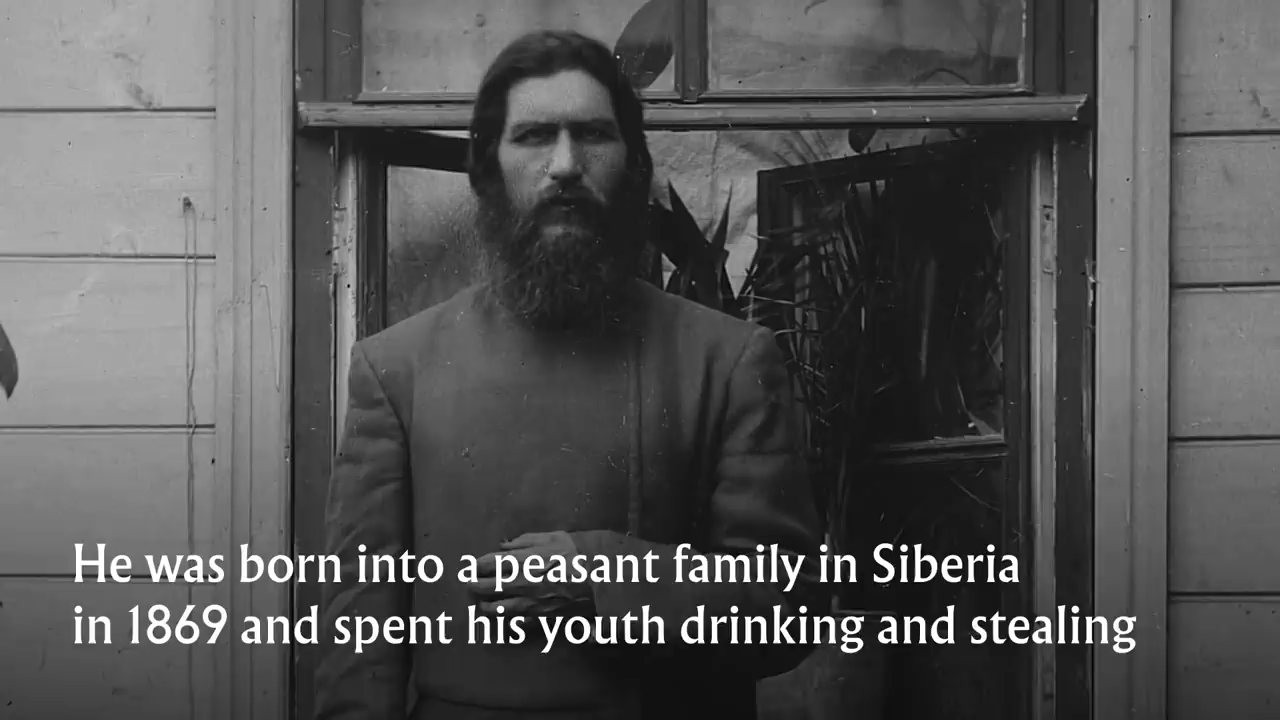 He was born into a peasant family in Siberia
in 1869 and spent his youth drinking and stealing